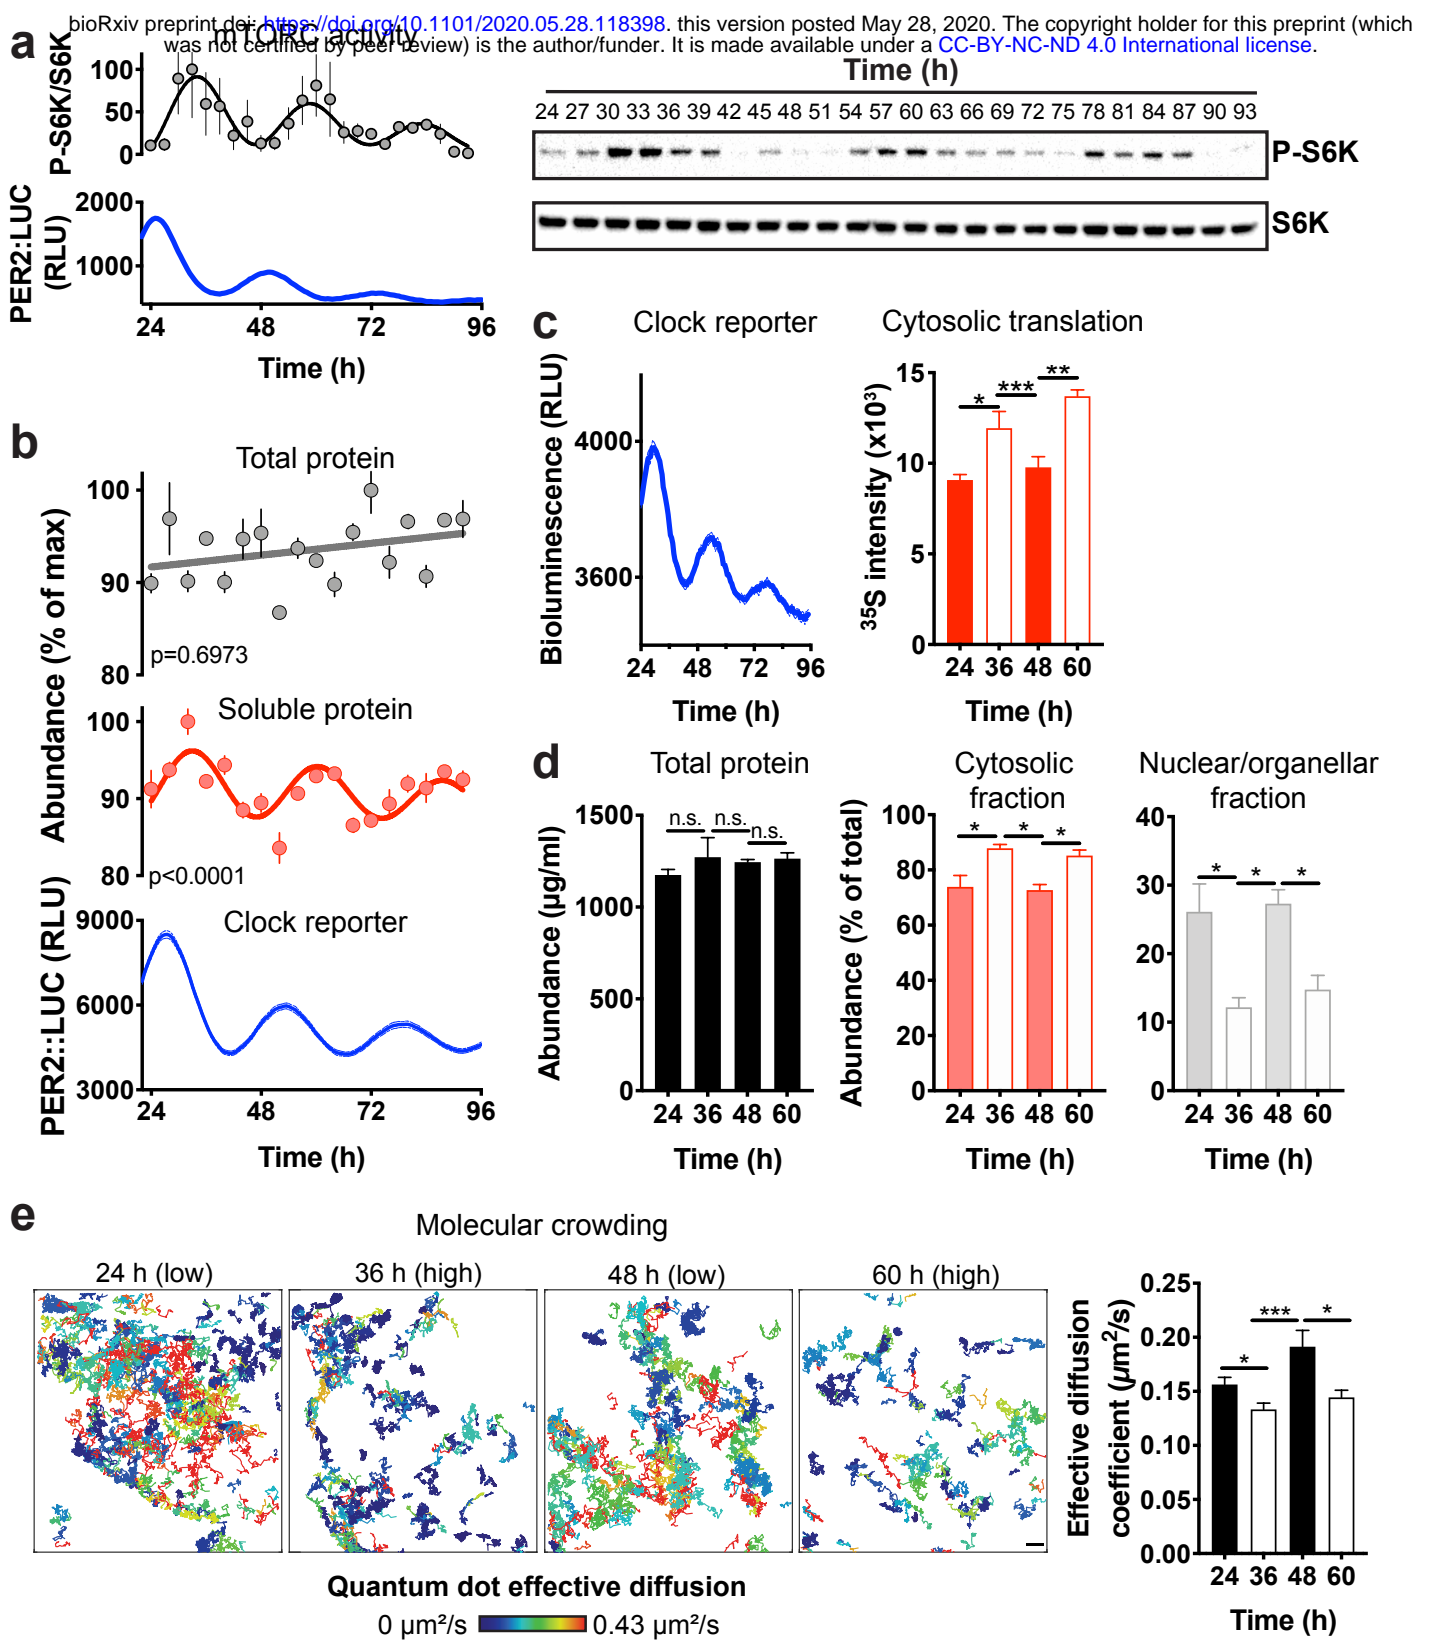 bioRxiv preprint doi: https://doi.org/10.1101/2020.05.28.118398. this version posted May 28, 2020. The copyright holder for this preprint (which
was not certified by peer review) is the author/funder. It is made available under a CC-BY-NC-ND 4.0 International license.
a
mTORC activity
P-S6K/S6K
100
50
0
PER2:LUC
(RLU)
2000
1000
24 48 72 96
Time (h)
Time (h)
24 27 30 33 36 39 42 45 48 51 54 57 60 63 66 69 72 75 78 81 84 87 90 93
P-S6K
S6K
b
Abundance (% of max)
Total protein
100
90
80
p=0.6973
Soluble protein
100
90
80
p<0.0001
PER2::LUC (RLU)
Clock reporter
9000
6000
3000
24 48 72 96
Time (h)
c
Clock reporter
Bioluminescence (RLU)
4000
3600
24 48 72 96
Time (h)
Cytosolic translation
³⁵S intensity (x10³)
15
10
5
0
* *** **
24 36 48 60
Time (h)
d
Total protein
Abundance (µg/ml)
1500
1000
500
0
n.s. n.s. n.s.
24 36 48 60
Time (h)
Cytosolic
fraction
Abundance (% of total)
100
80
60
40
20
0
* * *
24 36 48 60
Time (h)
Nuclear/organellar
fraction
40
30
20
10
0
* * *
24 36 48 60
Time (h)
e
Molecular crowding
24 h (low) 36 h (high) 48 h (low) 60 h (high)
Quantum dot effective diffusion
0 µm²/s 0.43 µm²/s
Effective diffusion
coefficient (µm²/s)
0.25
0.20
0.15
0.10
0.05
0.00
* *** *
24 36 48 60
Time (h)